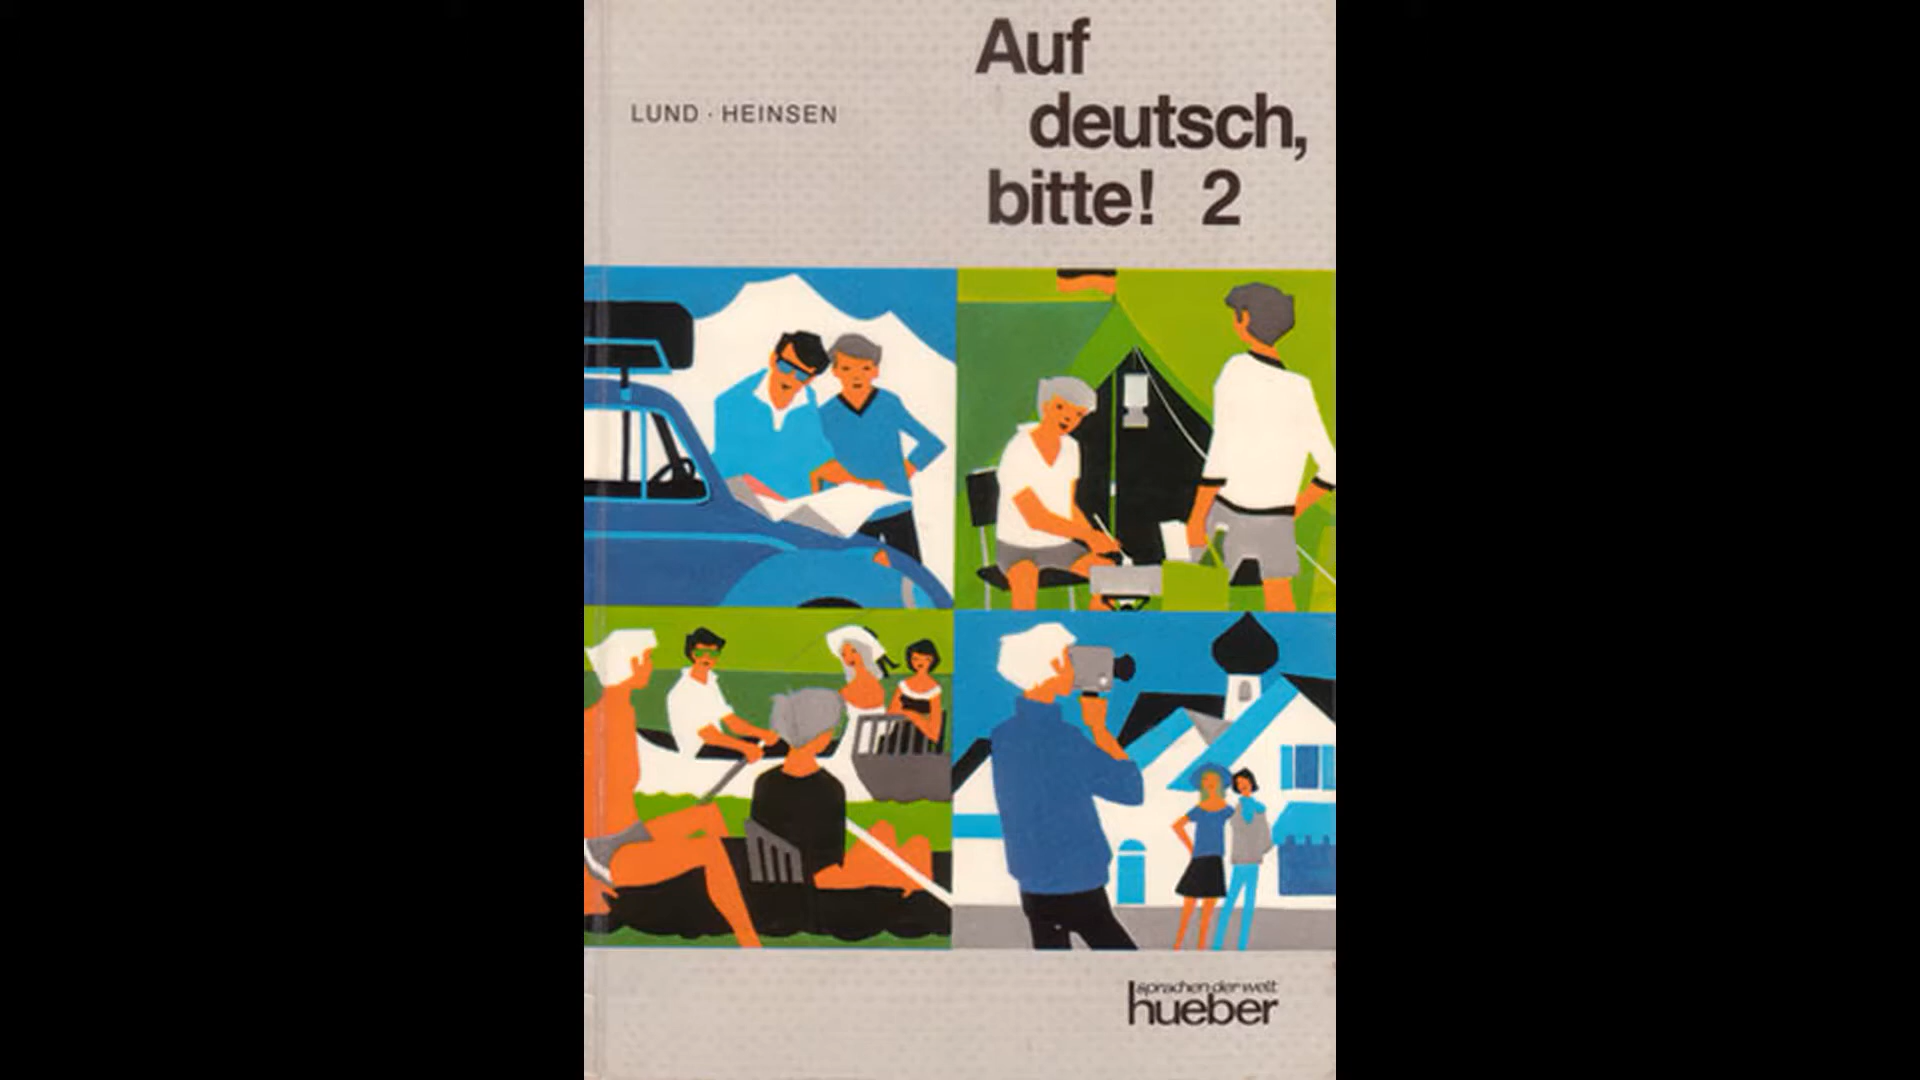 Auf
deutsch,
bitte! 2
LUND · HEINSEN
sprachen der welt
hueber